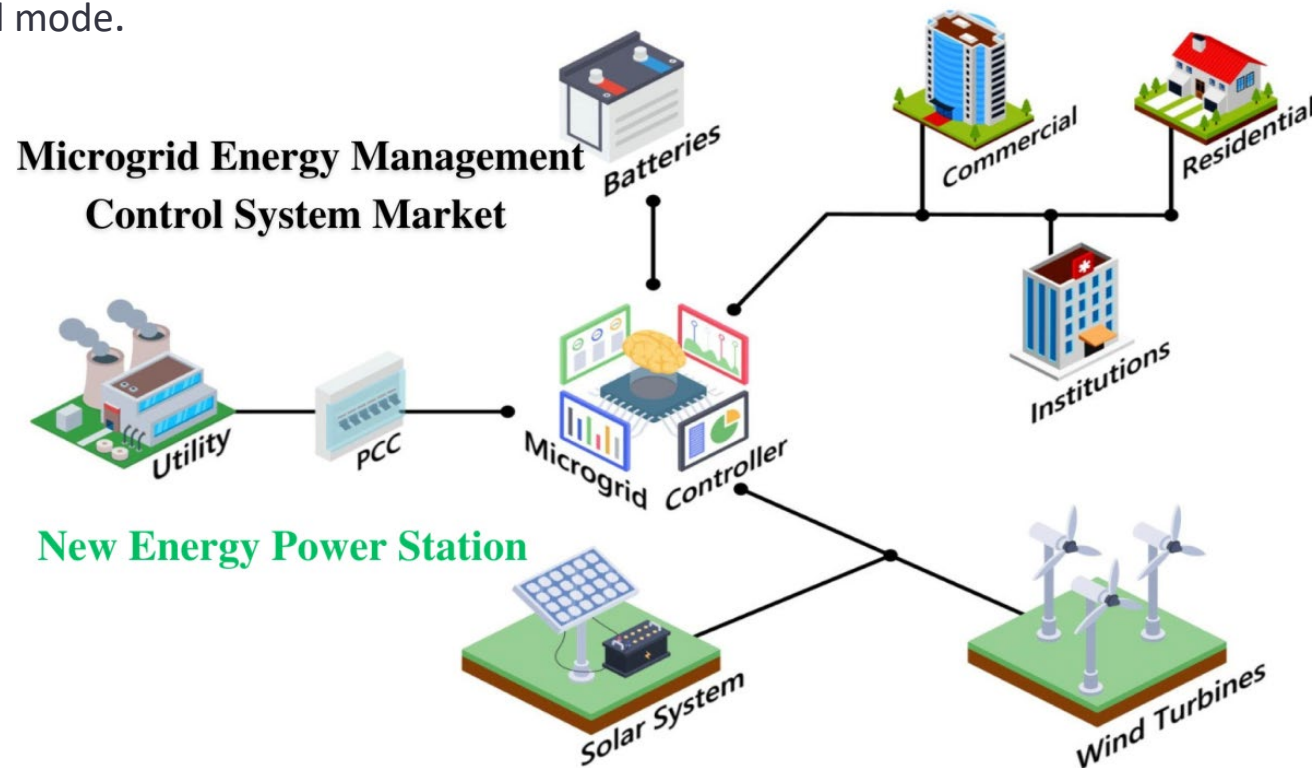 mode.
Batteries
Commercial
Residential
Microgrid Energy Management
Control System Market
Institutions
Utility
PCC
Microgrid Controller
New Energy Power Station
Solar System
Wind Turbines